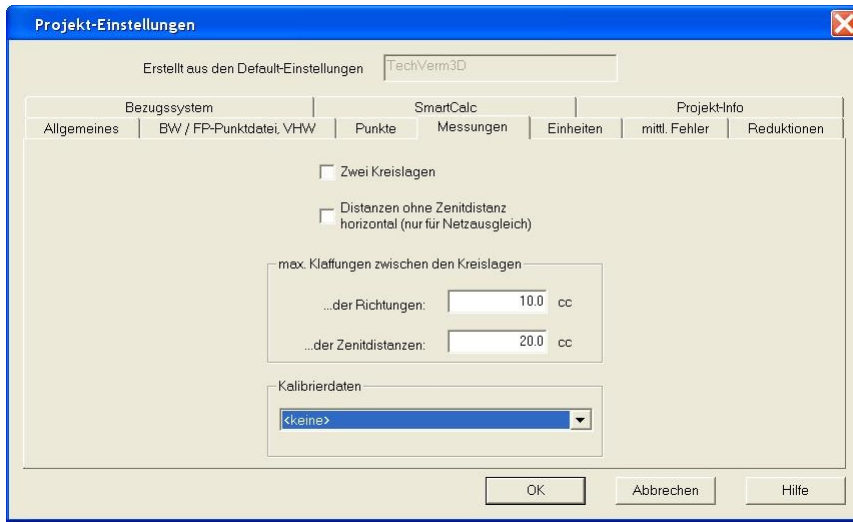 Projekt-Einstellungen
Erstellt aus den Default-Einstellungen TechVerm3D
Bezugssystem SmartCalc Projekt-Info
Allgemeines BW / FP-Punktdatei, VHW Punkte Messungen Einheiten mittl. Fehler Reduktionen
Zwei Kreislagen
Distanzen ohne Zenitdistanz
horizontal (nur für Netzausgleich)
max. Klaffungen zwischen den Kreislagen
...der Richtungen: 10.0 cc
...der Zenitdistanzen: 20.0 cc
Kalibrierdaten
<keine>
OK Abbrechen Hilfe